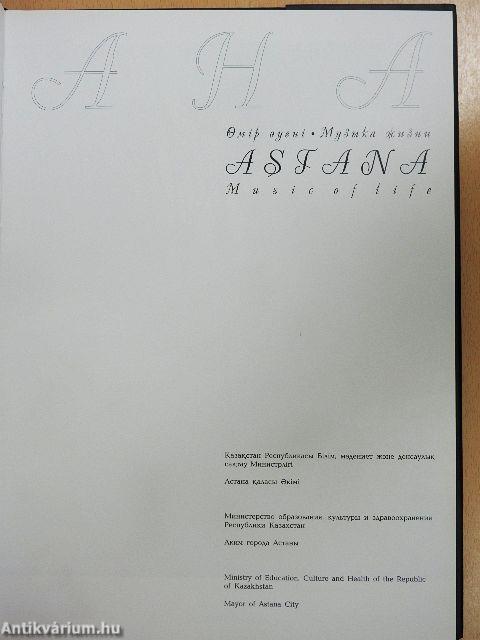 А Н А
Өмір әуені • Музыка жизни
ASTANA
Music of life
Қазақстан Республикасы Білім, мәдениет және денсаулық
сақтау Министрлігі
Астана қаласы Әкімі
Министерство образования, культуры и здравоохранения
Республики Казахстан
Аким города Астаны
Ministry of Education, Culture and Health of the Republic
of Kazakhstan
Mayor of Astana City
Antikvárium.hu